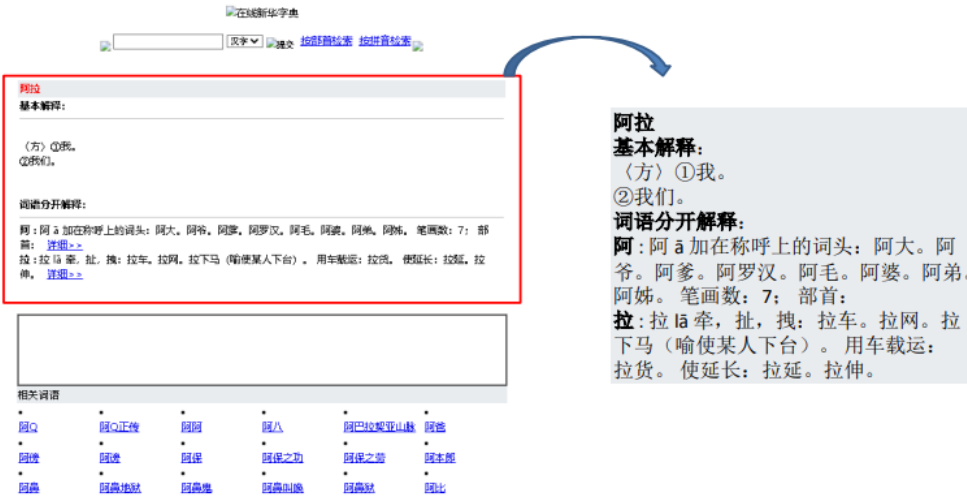 在线新华字典
汉字 提交 按部首检索 按拼音检索
阿拉
基本解释:
〈方〉①我。
②我们。
词语分开解释:
阿 : 阿 ā 加在称呼上的词头：阿大。阿爷。阿爹。阿罗汉。阿毛。阿婆。阿弟。阿姊。 笔画数：7； 部
首： 详细>>
拉 : 拉 lā 牵，扯，拽：拉车。拉网。拉下马（喻使某人下台）。 用车载运：拉货。 使延长：拉延。拉
伸。 详细>>
相关词语
阿Q 阿Q正传 阿阿 阿八 阿巴拉契亚山脉 阿爸
阿傍 阿谤 阿保 阿保之功 阿保之劳 阿本郎
阿鼻 阿鼻地狱 阿鼻鬼 阿鼻叫唤 阿鼻狱 阿比
阿拉
基本解释:
〈方〉①我。
②我们。
词语分开解释:
阿 : 阿 ā 加在称呼上的词头：阿大。阿
爷。阿爹。阿罗汉。阿毛。阿婆。阿弟。
阿姊。 笔画数：7； 部首：
拉 : 拉 lā 牵，扯，拽：拉车。拉网。拉
下马（喻使某人下台）。 用车载运：
拉货。 使延长：拉延。拉伸。